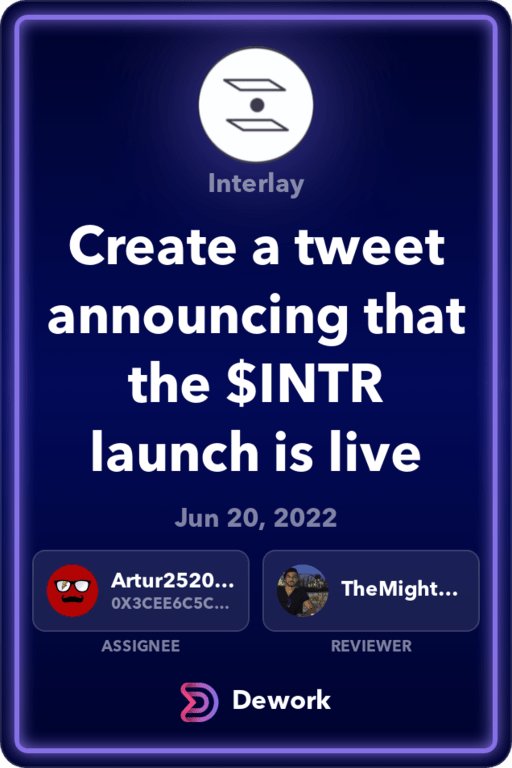 Interlay
Create a tweet
announcing that
the $INTR
launch is live
Jun 20, 2022
Artur2520...
0X3CEE6C5C...
ASSIGNEE
TheMight...
REVIEWER
Dework